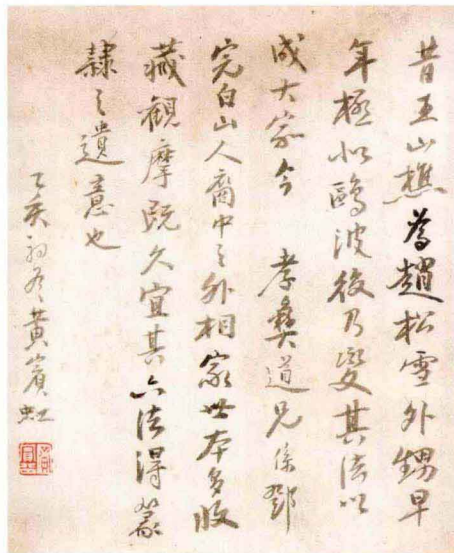 昔王山樵為趙松雪外甥早
年極似鷗波後乃變其法以
成大家今 孝彝道兄係鄧
完白山人裔中之外相家世本多收
藏觀摩既久宜其六法得篆
隸之遺意也
乙亥初冬黃賓虹